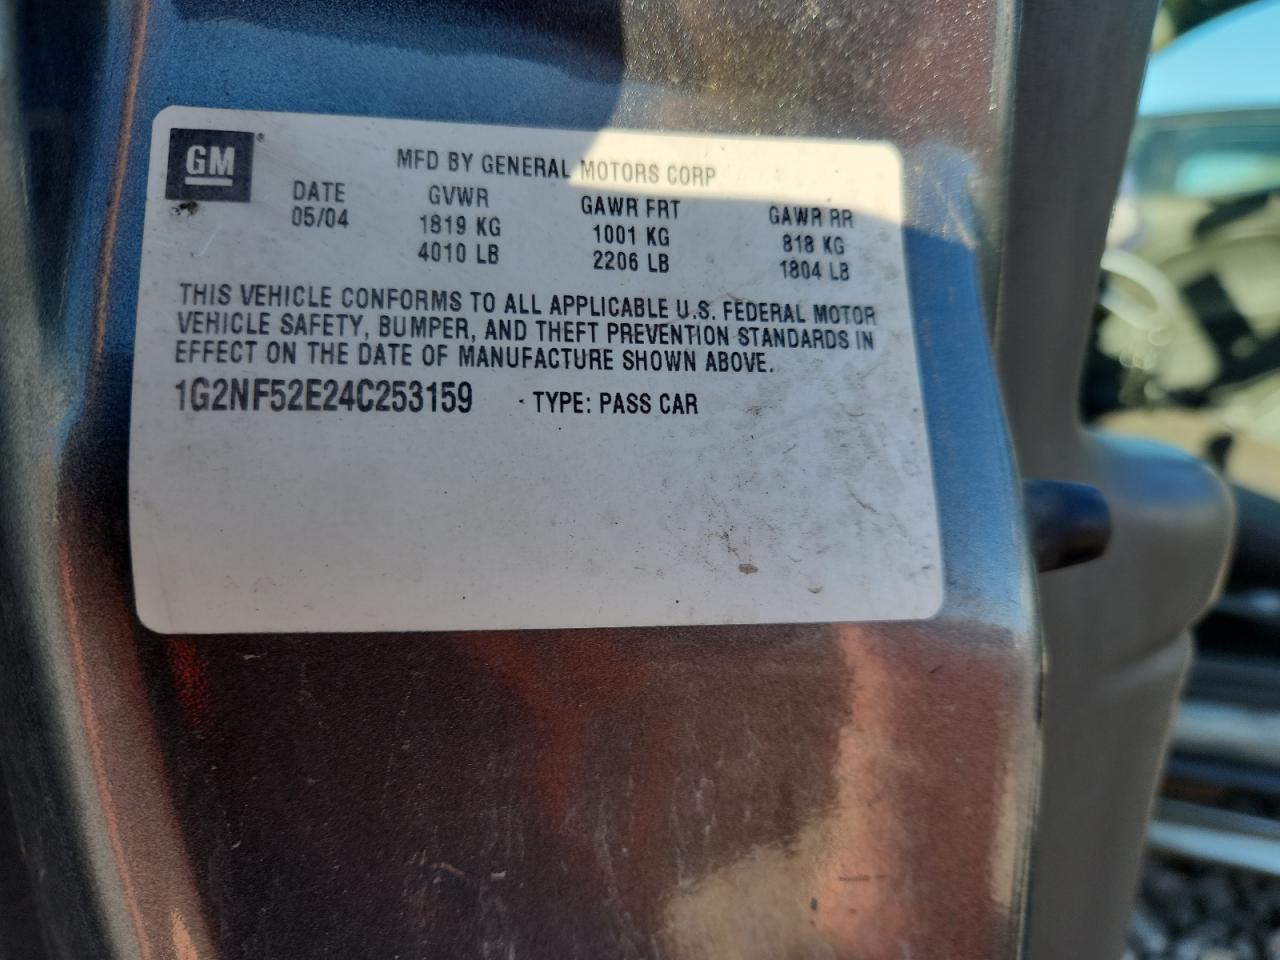 GM
MFD BY GENERAL MOTORS CORP
DATE GVWR GAWR FRT GAWR RR
05/04 1819 KG 1001 KG 818 KG
4010 LB 2206 LB 1804 LB
THIS VEHICLE CONFORMS TO ALL APPLICABLE U.S. FEDERAL MOTOR
VEHICLE SAFETY, BUMPER, AND THEFT PREVENTION STANDARDS IN
EFFECT ON THE DATE OF MANUFACTURE SHOWN ABOVE.
1G2NF52E24C253159 TYPE: PASS CAR